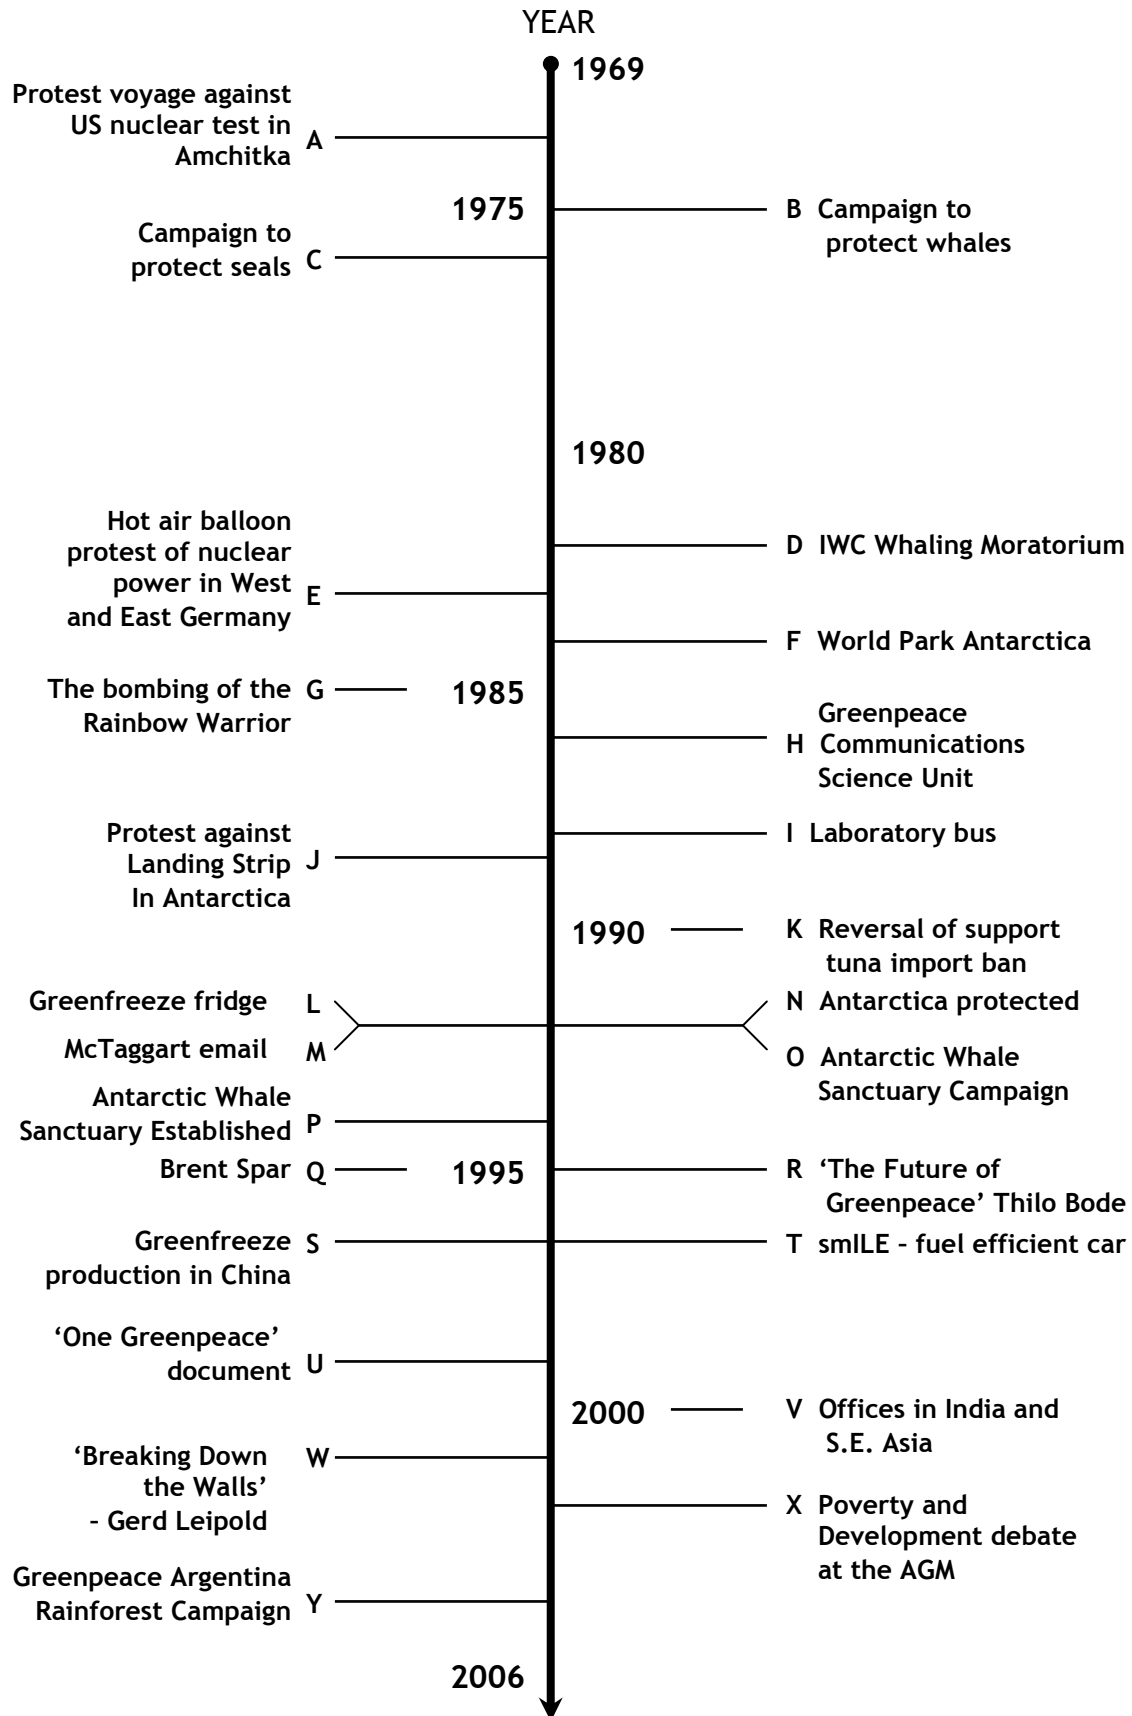 YEAR
1969
Protest voyage against
US nuclear test in
Amchitka
A
1975
B Campaign to
protect whales
Campaign to
protect seals
C
1980
Hot air balloon
protest of nuclear
power in West
and East Germany
E
D IWC Whaling Moratorium
F World Park Antarctica
The bombing of the
Rainbow Warrior
G
1985
Greenpeace
H Communications
Science Unit
Protest against
Landing Strip
In Antarctica
J
I Laboratory bus
1990
K Reversal of support
tuna import ban
Greenfreeze fridge L
McTaggart email M
N Antarctica protected
O Antarctic Whale
Sanctuary Campaign
Antarctic Whale
Sanctuary Established P
Brent Spar Q
1995
R ‘The Future of
Greenpeace’ Thilo Bode
Greenfreeze S
production in China
T smILE – fuel efficient car
‘One Greenpeace’
document U
2000
V Offices in India and
S.E. Asia
‘Breaking Down W
the Walls’
– Gerd Leipold
X Poverty and
Development debate
at the AGM
Greenpeace Argentina
Rainforest Campaign Y
2006